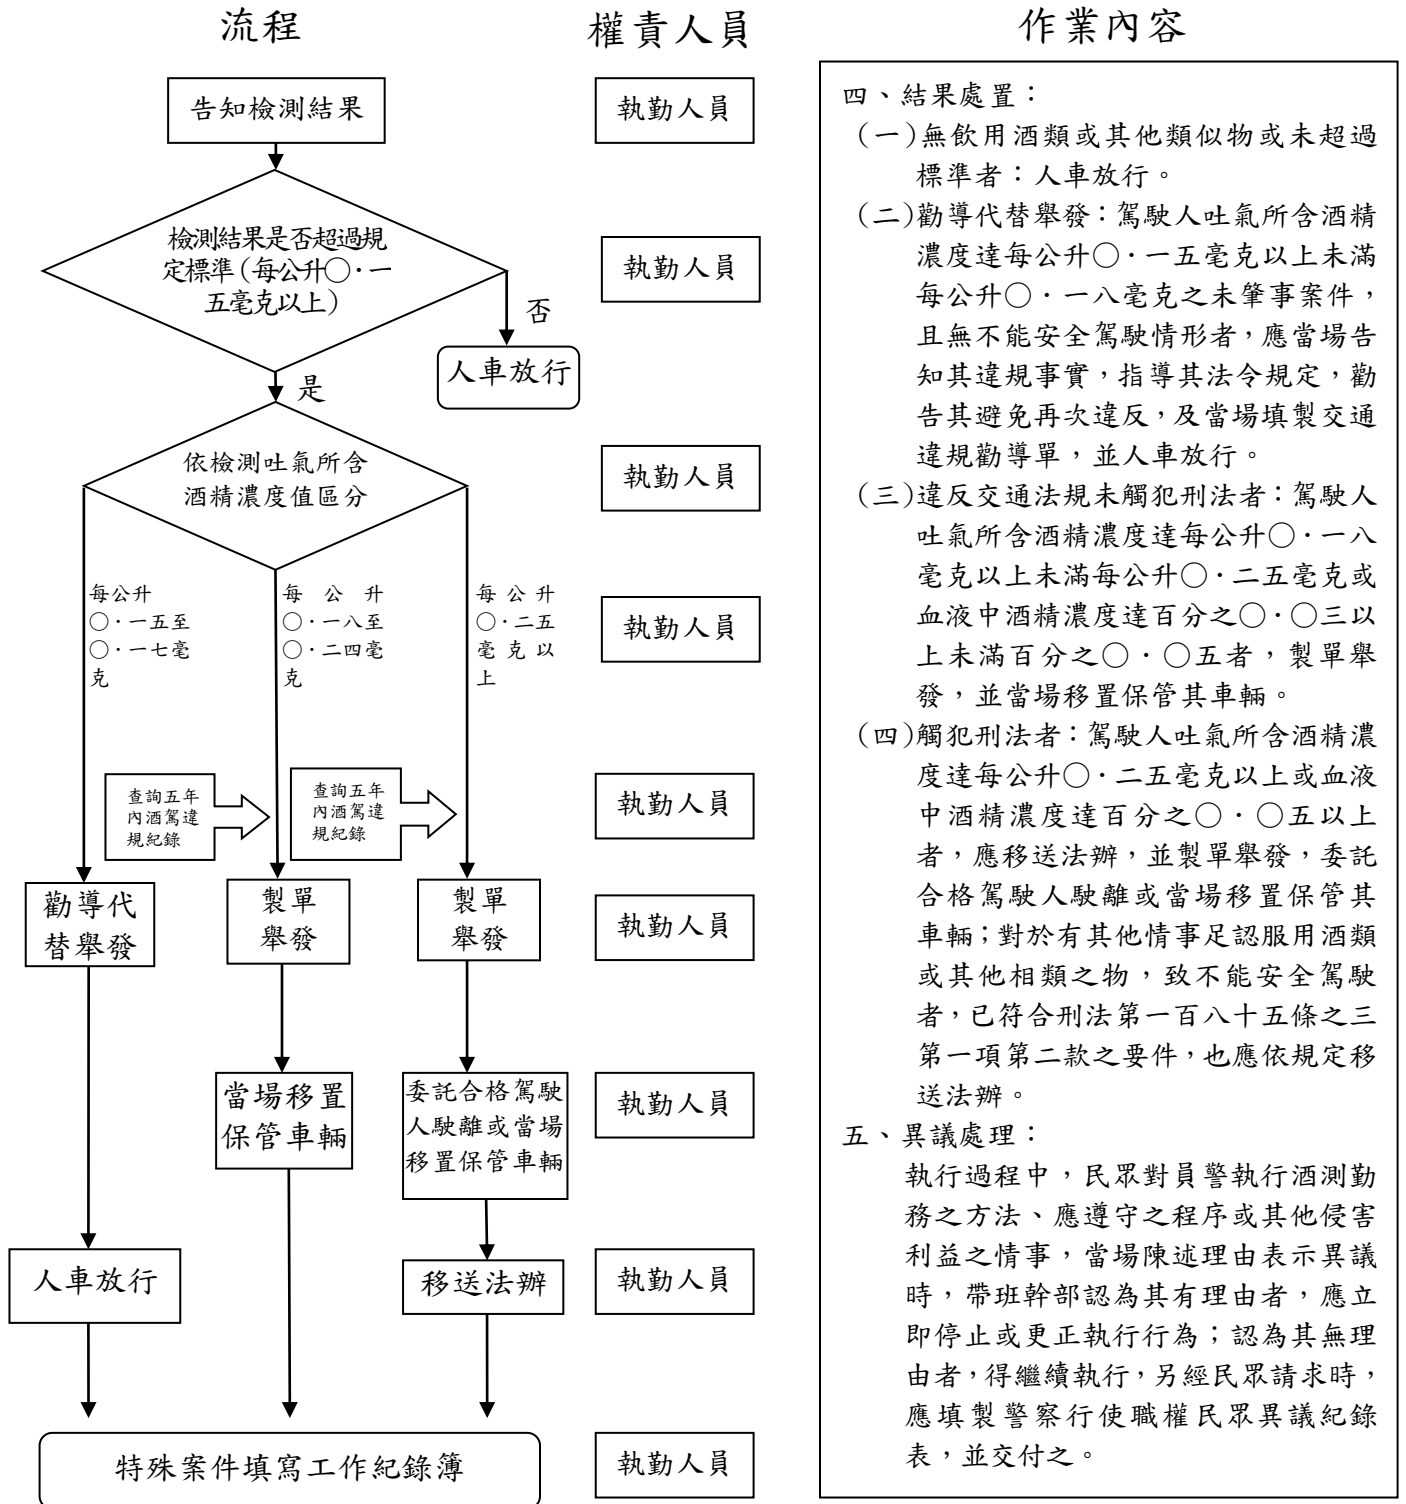 流程
權責人員
作業內容
告知檢測結果
執勤人員
檢測結果是否超過規
定標準(每公升○．一
五毫克以上)
執勤人員
否
人車放行
是
依檢測吐氣所含
酒精濃度值區分
執勤人員
每公升
○．一五至
○．一七毫
克
每公升
○．一八至
○．二四毫
克
每公升
○．二五
毫克以
上
執勤人員
查詢五年
內酒駕違
規紀錄
查詢五年
內酒駕違
規紀錄
執勤人員
勸導代
替舉發
製單
舉發
製單
舉發
執勤人員
當場移置
保管車輛
委託合格駕駛
人駛離或當場
移置保管車輛
執勤人員
人車放行
移送法辦
執勤人員
特殊案件填寫工作紀錄簿
執勤人員
四、結果處置：
(一)無飲用酒類或其他類似物或未超過
標準者：人車放行。
(二)勸導代替舉發：駕駛人吐氣所含酒精
濃度達每公升○．一五毫克以上未滿
每公升○．一八毫克之未肇事案件，
且無不能安全駕駛情形者，應當場告
知其違規事實，指導其法令規定，勸
告其避免再次違反，及當場填製交通
違規勸導單，並人車放行。
(三)違反交通法規未觸犯刑法者：駕駛人
吐氣所含酒精濃度達每公升○．一八
毫克以上未滿每公升○．二五毫克或
血液中酒精濃度達百分之○．○三以
上未滿百分之○．○五者，製單舉
發，並當場移置保管其車輛。
(四)觸犯刑法者：駕駛人吐氣所含酒精濃
度達每公升○．二五毫克以上或血液
中酒精濃度達百分之○．○五以上
者，應移送法辦，並製單舉發，委託
合格駕駛人駛離或當場移置保管其
車輛；對於有其他情事足認服用酒類
或其他相類之物，致不能安全駕駛
者，已符合刑法第一百八十五條之三
第一項第二款之要件，也應依規定移
送法辦。
五、異議處理：
執行過程中，民眾對員警執行酒測勤
務之方法、應遵守之程序或其他侵害
利益之情事，當場陳述理由表示異議
時，帶班幹部認為其有理由者，應立
即停止或更正執行行為；認為其無理
由者，得繼續執行，另經民眾請求時，
應填製警察行使職權民眾異議紀錄
表，並交付之。